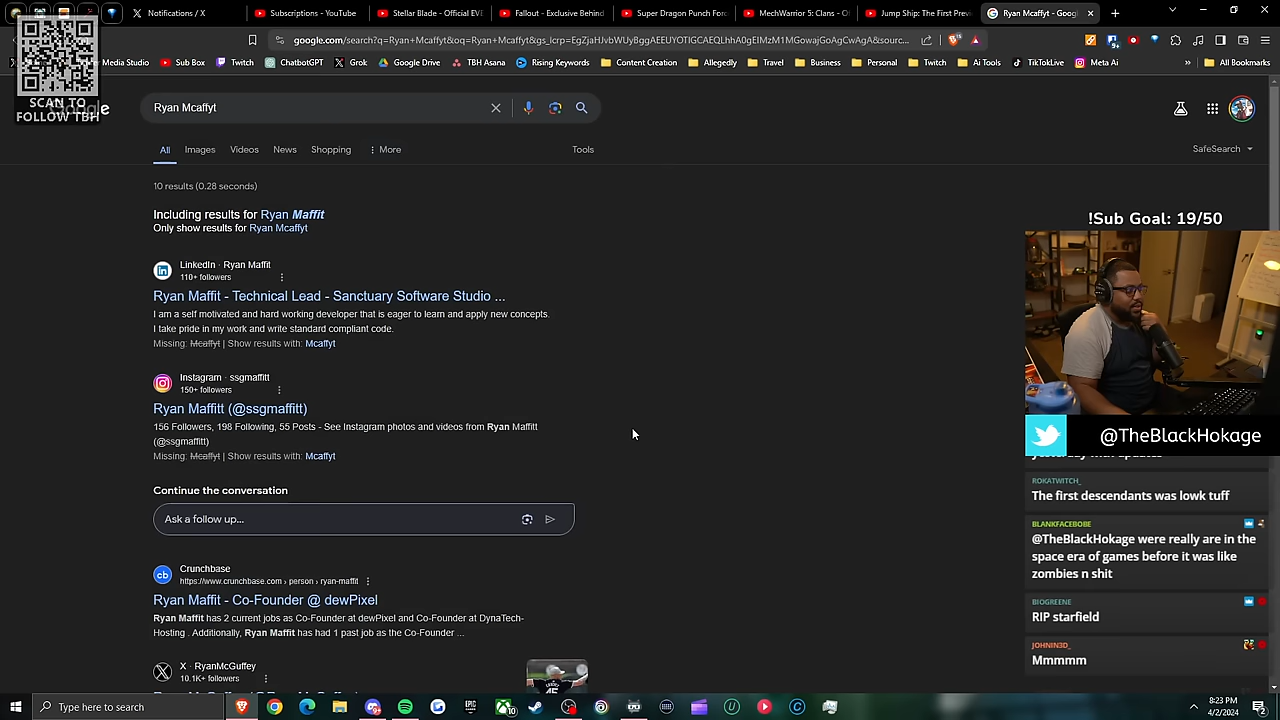 Notifications / X
Subscriptions - YouTube
Stellar Blade - Official El
Fallout - Exclusive Behind
Super Dragon Punch F
MechWarrior 5: Clans -
Jump Ship: The First Prev
Ryan Mcaffyt - Googl
google.com/search?q=Ryan+Mcaffyt&oq=Ryan+Mcaffyt&gs_lcrp=EgZjaHJvbWUyBggAEEUYOTIGCAEQLhhA0gEIMzM1MGowajGoAgCwAgA&sourc...
Media Studio
Sub Box
Twitch
ChatbotGPT
Grok
Google Drive
TBH Asana
Rising Keywords
Content Creation
Allegedly
Travel
Business
Personal
Twitch
Ai Tools
TikTokLive
Meta Ai
All Bookmarks
SCAN TO
FOLLOW TBH
Ryan Mcaffyt
All
Images
Videos
News
Shopping
More
Tools
SafeSearch
10 results (0.28 seconds)
Including results for Ryan Maffit
Only show results for Ryan Mcaffyt
LinkedIn · Ryan Maffit
110+ followers
Ryan Maffit - Technical Lead - Sanctuary Software Studio ...
I am a self motivated and hard working developer that is eager to learn and apply new concepts.
I take pride in my work and write standard compliant code.
Missing: Mcaffyt | Show results with: Mcaffyt
Instagram · ssgmaffitt
150+ followers
Ryan Maffitt (@ssgmaffitt)
156 Followers, 198 Following, 55 Posts - See Instagram photos and videos from Ryan Maffitt
(@ssgmaffitt)
Missing: Mcaffyt | Show results with: Mcaffyt
Continue the conversation
Ask a follow up...
Crunchbase
https://www.crunchbase.com › person › ryan-maffit
Ryan Maffit - Co-Founder @ dewPixel
Ryan Maffit has 2 current jobs as Co-Founder at dewPixel and Co-Founder at DynaTech-
Hosting . Additionally, Ryan Maffit has had 1 past job as the Co-Founder ...
X · RyanMcGuffey
10.1K+ followers
!Sub Goal: 19/50
@TheBlackHokage
ROKATWITCH_
The first descendants was lowk tuff
BLANKFACEBOBE
@TheBlackHokage were really are in the
space era of games before it was like
zombies n shit
BIOGREENE
RIP starfield
JOHNIN3D_
Mmmmm
Type here to search
8:23 PM
4/2/2024